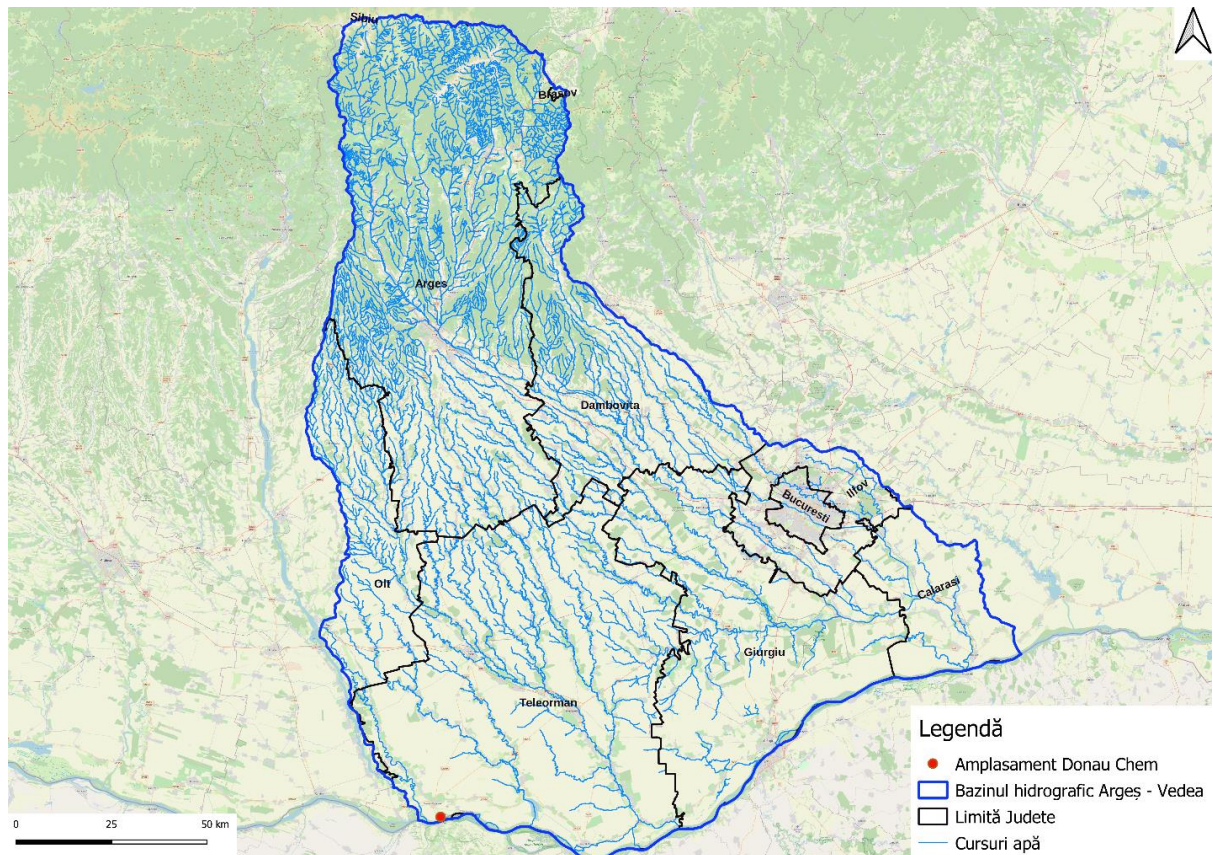 Sibiu
Brasov
Arges
Dambovita
Ilfov
Bucuresti
Olt
Calarasi
Giurgiu
Teleorman
Legendă
Amplasament Donau Chem
Bazinul hidrografic Argeș - Vedea
Limită Judete
Cursuri apă
0 25 50 km